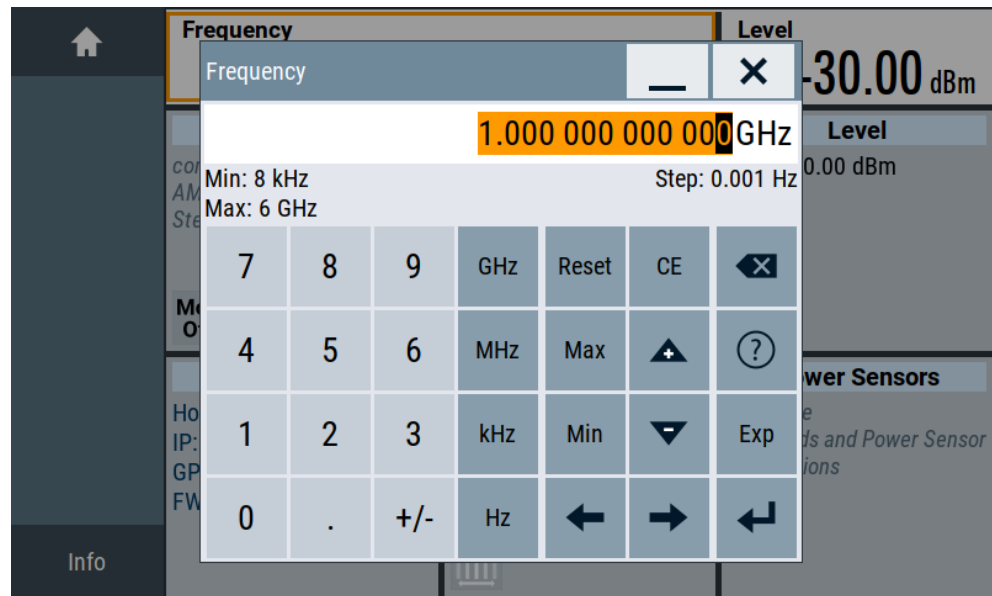 Frequency
Level
Frequency
-30.00 dBm
1.000 000 000 000 GHz
Level
0.00 dBm
Min: 8 kHz
Step: 0.001 Hz
Max: 6 GHz
7 8 9 GHz Reset CE
4 5 6 MHz Max + ?
wer Sensors
1 2 3 kHz Min - Exp
ds and Power Sensor
ions
IP:
0 . +/- Hz
Info